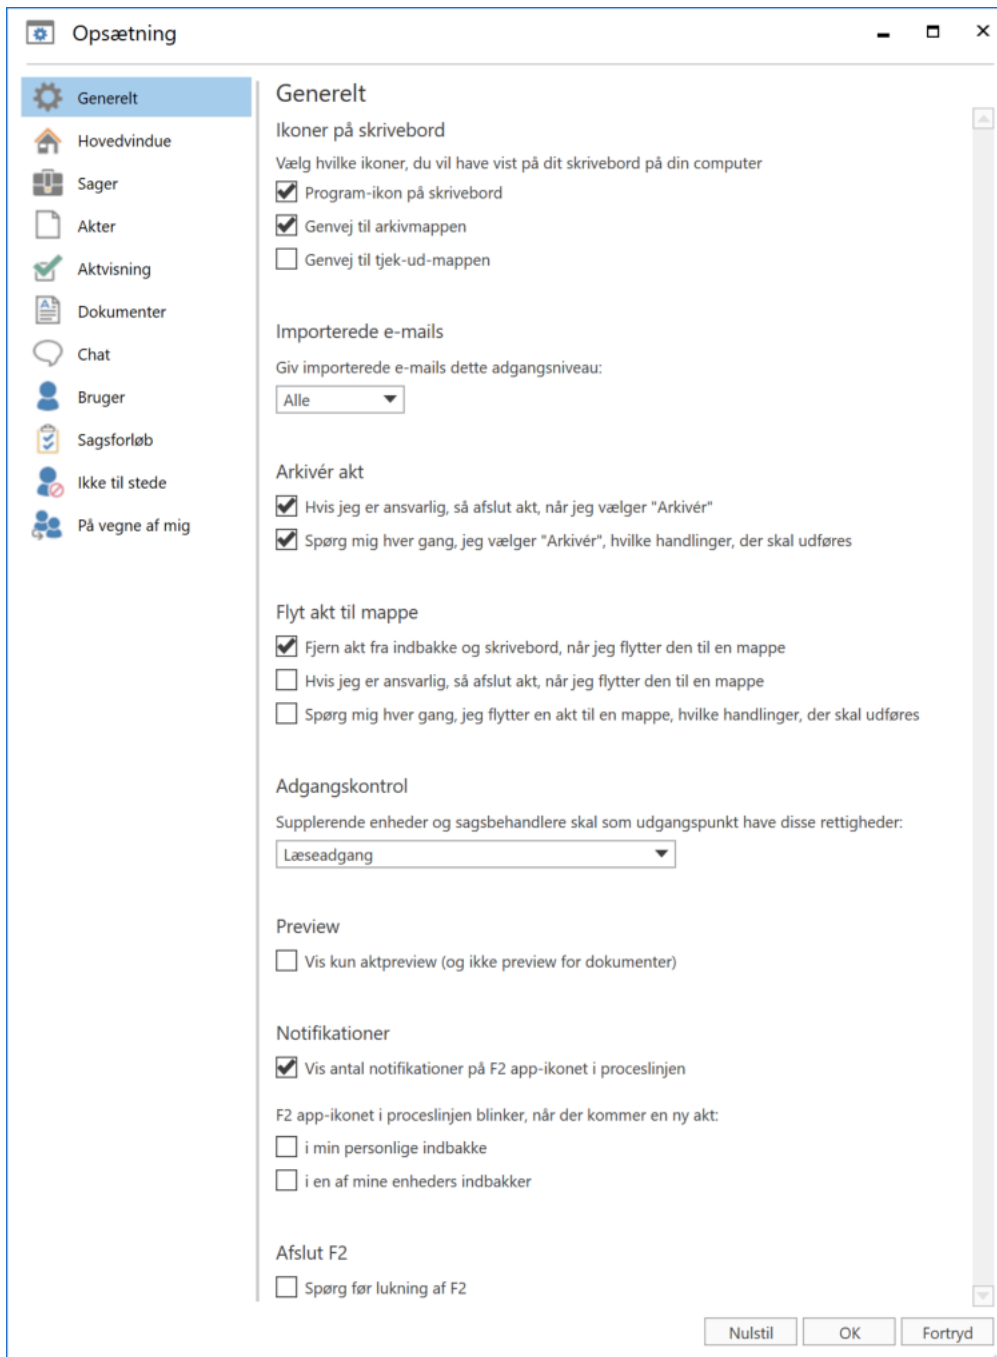 Opsætning
Generelt
Hovedvindue
Sager
Akter
Aktvisning
Dokumenter
Chat
Bruger
Sagsforløb
Ikke til stede
På vegne af mig
Generelt
Ikoner på skrivebord
Vælg hvilke ikoner, du vil have vist på dit skrivebord på din computer
Program-ikon på skrivebord
Genvej til arkivmappen
Genvej til tjek-ud-mappen
Importerede e-mails
Giv importerede e-mails dette adgangsniveau:
Alle
Arkivér akt
Hvis jeg er ansvarlig, så afslut akt, når jeg vælger "Arkivér"
Spørg mig hver gang, jeg vælger "Arkivér", hvilke handlinger, der skal udføres
Flyt akt til mappe
Fjern akt fra indbakke og skrivebord, når jeg flytter den til en mappe
Hvis jeg er ansvarlig, så afslut akt, når jeg flytter den til en mappe
Spørg mig hver gang, jeg flytter en akt til en mappe, hvilke handlinger, der skal udføres
Adgangskontrol
Supplerende enheder og sagsbehandlere skal som udgangspunkt have disse rettigheder:
Læseadgang
Preview
Vis kun aktpreview (og ikke preview for dokumenter)
Notifikationer
Vis antal notifikationer på F2 app-ikonet i proceslinjen
F2 app-ikonet i proceslinjen blinker, når der kommer en ny akt:
i min personlige indbakke
i en af mine enheders indbakker
Afslut F2
Spørg før lukning af F2
Nulstil
OK
Fortryd